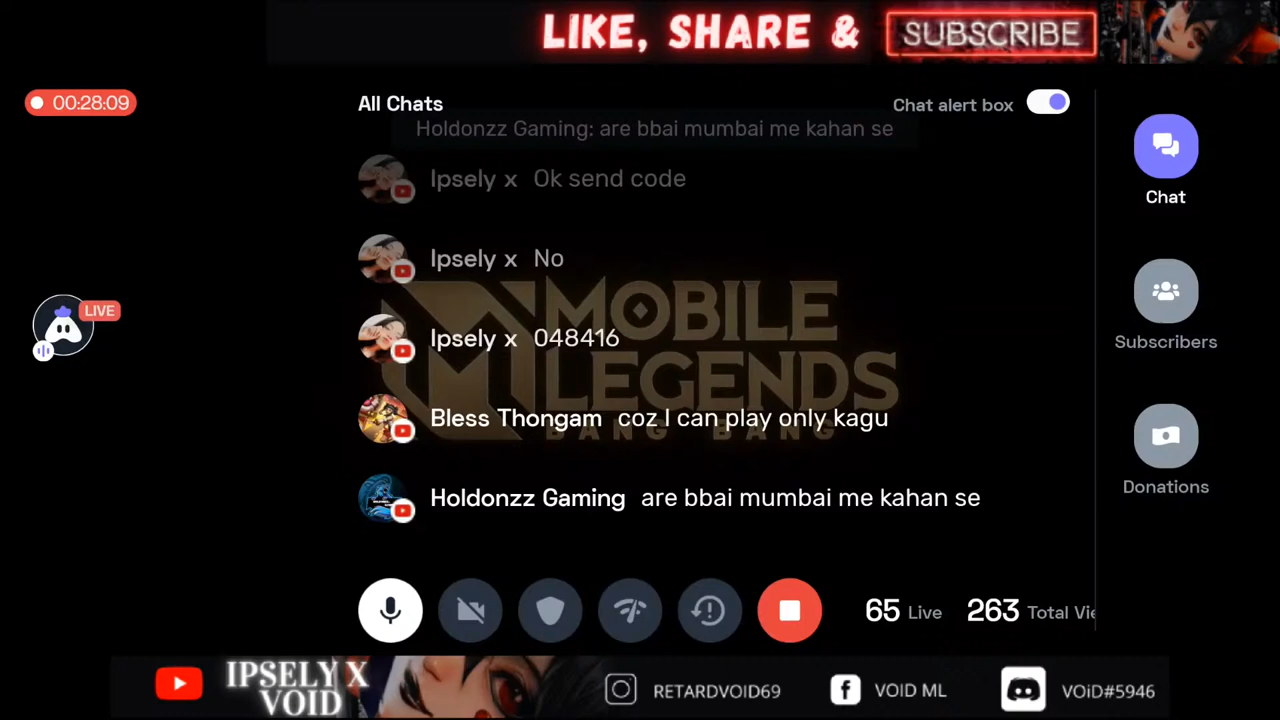 LIKE, SHARE & SUBSCRIBE
00:28:09
All Chats
Chat alert box
Holdonzz Gaming: are bbai mumbai me kahan se
Ipsely x Ok send code
Chat
Ipsely x No
LIVE
MOBILE
LEGENDS
BANG BANG
Ipsely x 048416
Subscribers
Bless Thongam coz I can play only kagu
Donations
Holdonzz Gaming are bbai mumbai me kahan se
65 Live 263 Total Vie
IPSELY X
VOID
RETARDVOID69
VOID ML
VOiD#5946